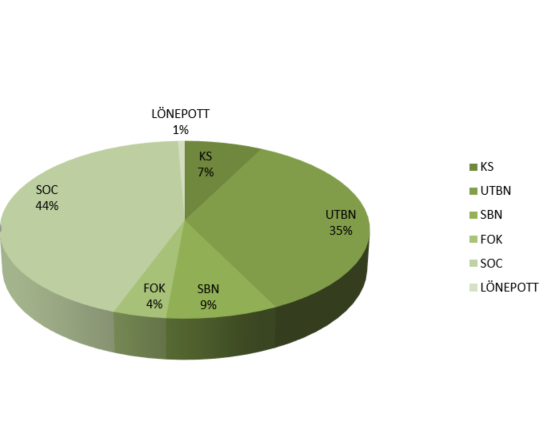 LÖNEPOTT
1%
KS
7%
UTBN
35%
SBN
9%
FOK
4%
SOC
44%
KS
UTBN
SBN
FOK
SOC
LÖNEPOTT